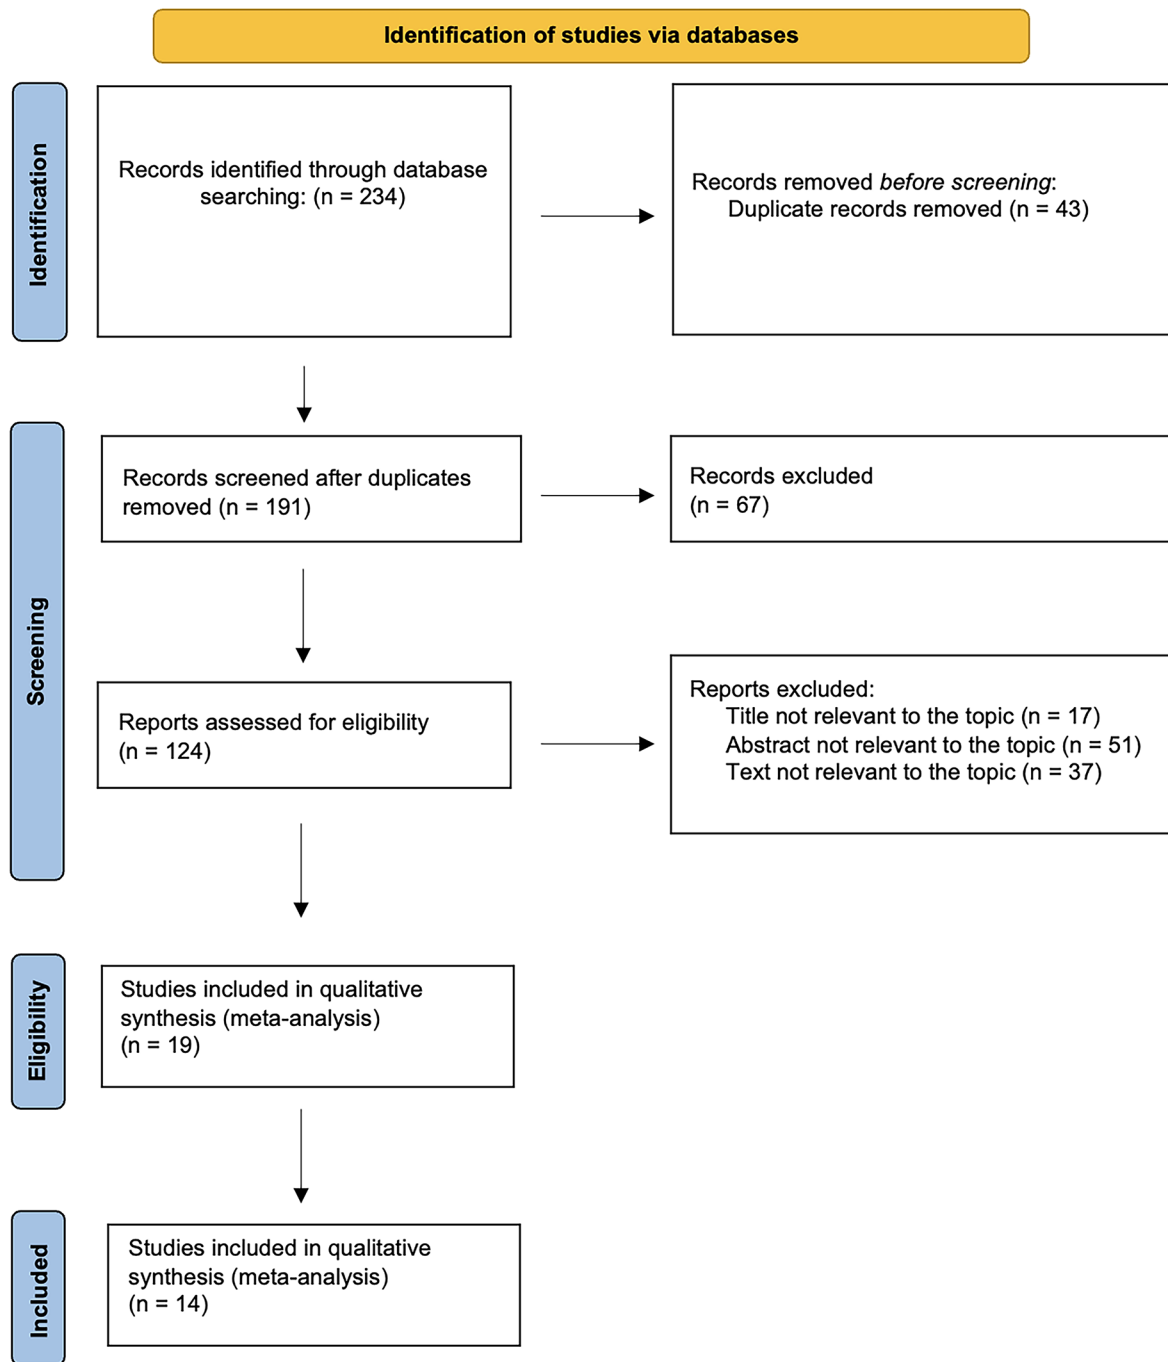 Identification of studies via databases
Identification
Records identified through database
searching: (n = 234)
Records removed before screening:
Duplicate records removed (n = 43)
Screening
Records screened after duplicates
removed (n = 191)
Records excluded
(n = 67)
Reports assessed for eligibility
(n = 124)
Reports excluded:
Title not relevant to the topic (n = 17)
Abstract not relevant to the topic (n = 51)
Text not relevant to the topic (n = 37)
Eligibility
Studies included in qualitative
synthesis (meta-analysis)
(n = 19)
Included
Studies included in qualitative
synthesis (meta-analysis)
(n = 14)